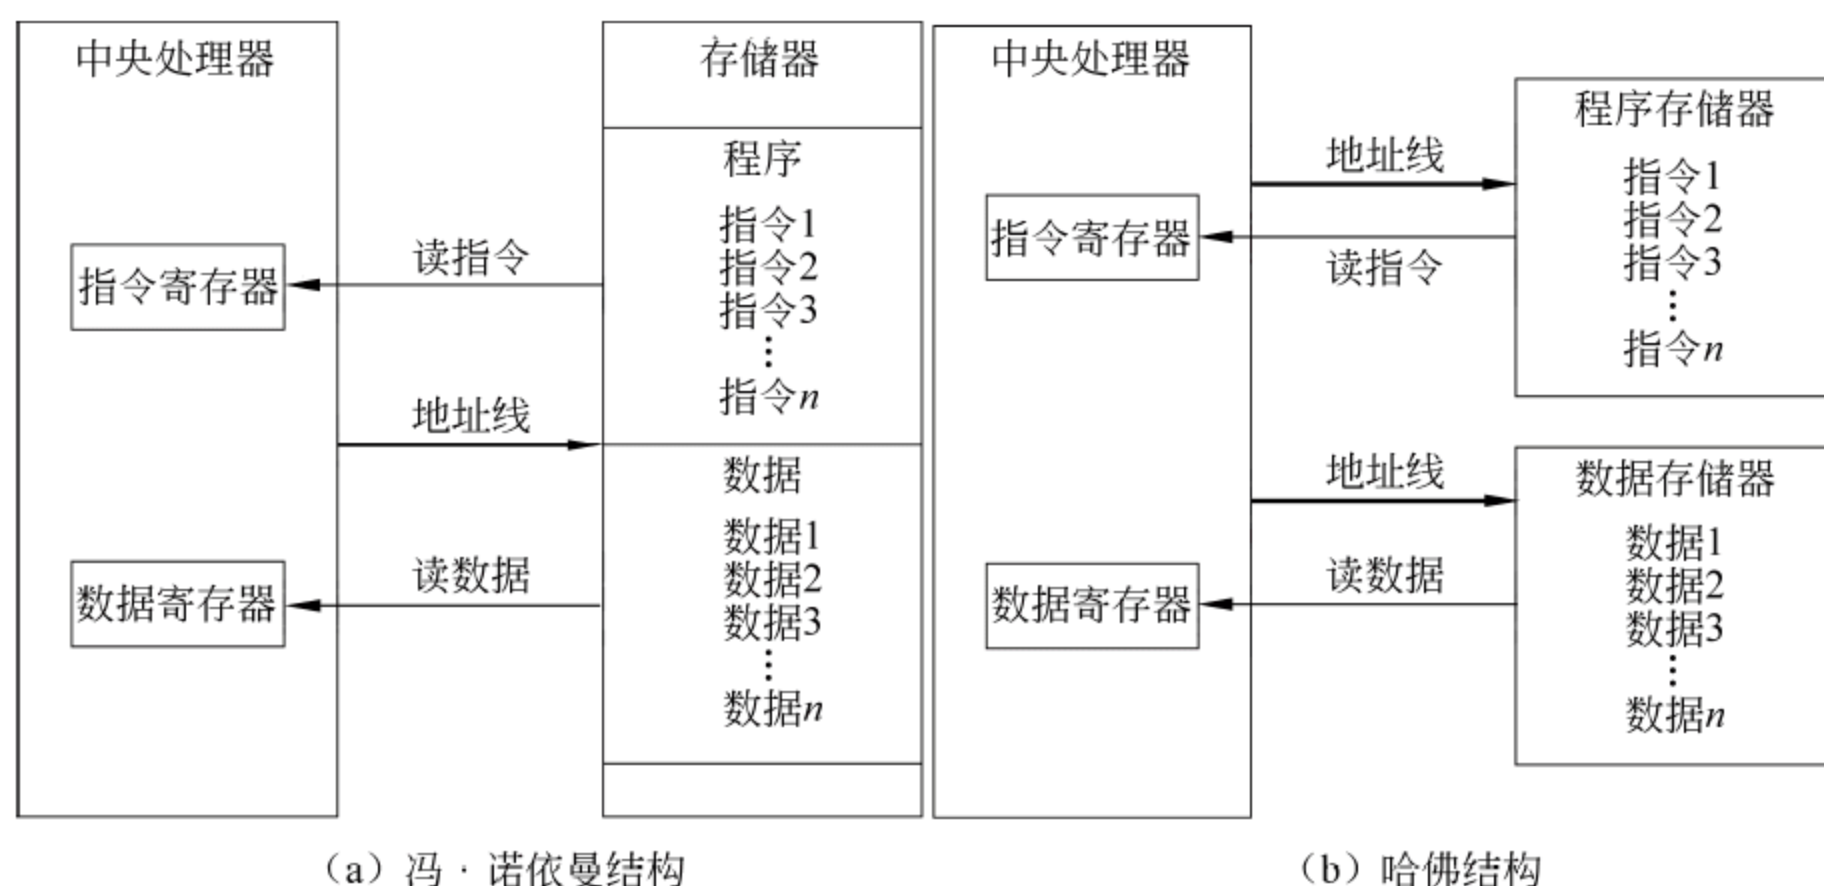 中央处理器
指令寄存器
数据寄存器
读指令
地址线
读数据
存储器
程序
指令1
指令2
指令3
⋮
指令n
数据
数据1
数据2
数据3
⋮
数据n
（a）冯·诺依曼结构
中央处理器
指令寄存器
数据寄存器
地址线
读指令
地址线
读数据
程序存储器
指令1
指令2
指令3
⋮
指令n
数据存储器
数据1
数据2
数据3
⋮
数据n
（b）哈佛结构